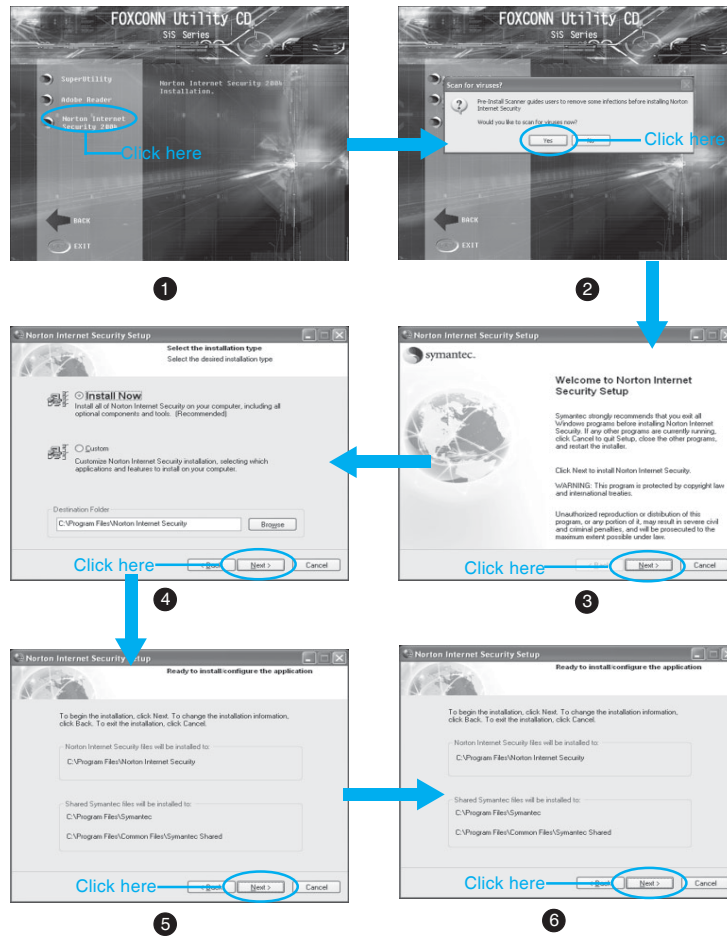 FOXCONN Utility CD
SiS Series
SuperUtility
Adobe Reader
Norton Internet
Security
Norton Internet Security
Installation.
Click here
BACK
EXIT
1
FOXCONN Utility CD
SiS Series
Scan for viruses?
Pre-Install Scanner guides users to remove some infections before installing Norton
Internet Security
Would you like to scan for viruses now?
Yes
No
Click here
BACK
EXIT
2
Norton Internet Security Setup
symantec.
Welcome to Norton Internet
Security Setup
Symantec strongly recommends that you exit all
Windows programs before installing Norton Internet
Security. If any other programs are currently running,
click Cancel to quit Setup, close the other programs,
and restart the installer.
Click Next to install Norton Internet Security.
WARNING: This program is protected by copyright law
and international treaties.
Unauthorized reproduction or distribution of this
program, or any portion of it, may result in severe civil
and criminal penalties, and will be prosecuted to the
maximum extent possible under law.
Click here
Next >
Cancel
3
Norton Internet Security Setup
Select the installation type
Select the desired installation type
Install Now
Install all of Norton Internet Security on your computer, including all
optional components and tools. (Recommended)
Custom
Customize Norton Internet Security installation, selecting which
applications and features to install on your computer.
Destination Folder
C:\Program Files\Norton Internet Security
Browse
Click here
< Back
Next >
Cancel
4
Norton Internet Security Setup
Ready to install/configure the application
To begin the installation, click Next. To change the installation information,
click Back. To exit the installation, click Cancel.
Norton Internet Security files will be installed to:
C:\Program Files\Norton Internet Security
Shared Symantec files will be installed to:
C:\Program Files\Symantec
C:\Program Files\Common Files\Symantec Shared
Click here
< Back
Next >
Cancel
5
Norton Internet Security Setup
Ready to install/configure the application
To begin the installation, click Next. To change the installation information,
click Back. To exit the installation, click Cancel.
Norton Internet Security files will be installed to:
C:\Program Files\Norton Internet Security
Shared Symantec files will be installed to:
C:\Program Files\Symantec
C:\Program Files\Common Files\Symantec Shared
Click here
< Back
Next >
Cancel
6